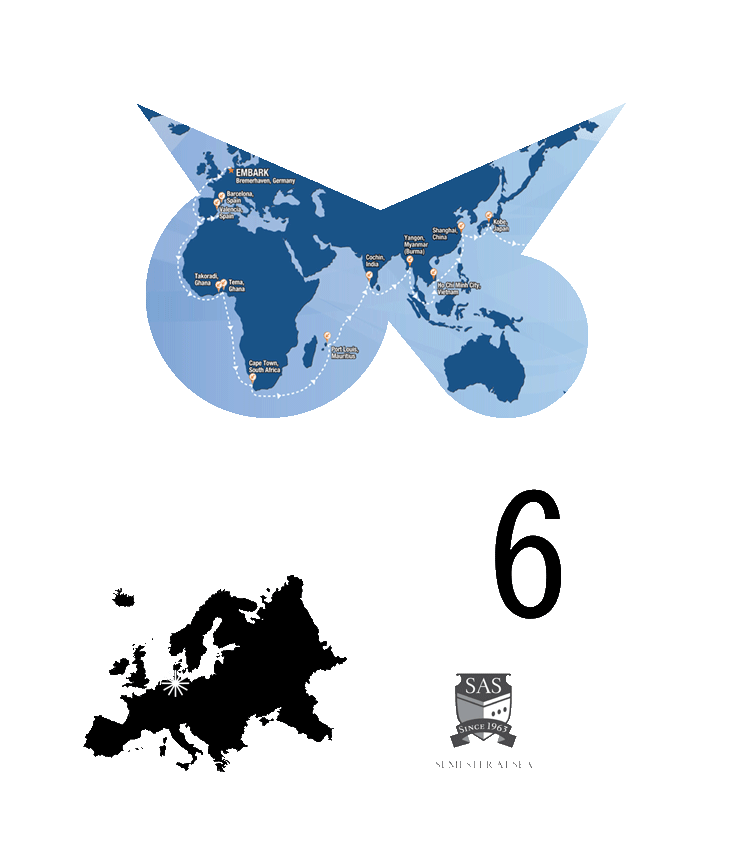 EMBARK
Bremerhaven, Germany
Barcelona,
Spain
Valencia,
Spain
Takoradi,
Ghana
Tema,
Ghana
Cape Town,
South Africa
Port Louis,
Mauritius
Cochin,
India
Yangon,
Myanmar
(Burma)
Shanghai,
China
Kobe,
Japan
Ho Chi Minh City,
Vietnam
6
SAS
SINCE 1963
SEMESTER AT SEA